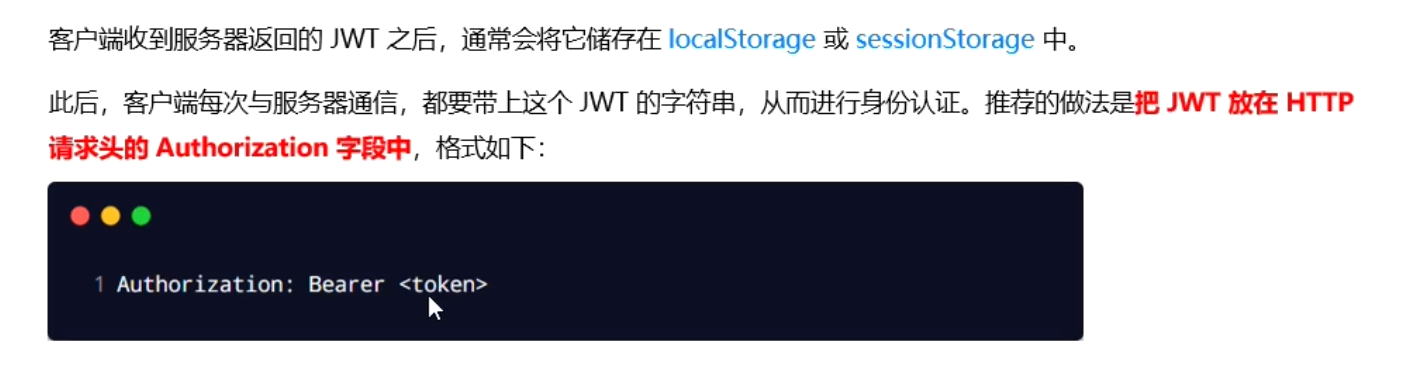 客户端收到服务器返回的 JWT 之后，通常会将它储存在 localStorage 或 sessionStorage 中。
此后，客户端每次与服务器通信，都要带上这个 JWT 的字符串，从而进行身份认证。推荐的做法是把 JWT 放在 HTTP
请求头的 Authorization 字段中，格式如下：
1 Authorization: Bearer <token>